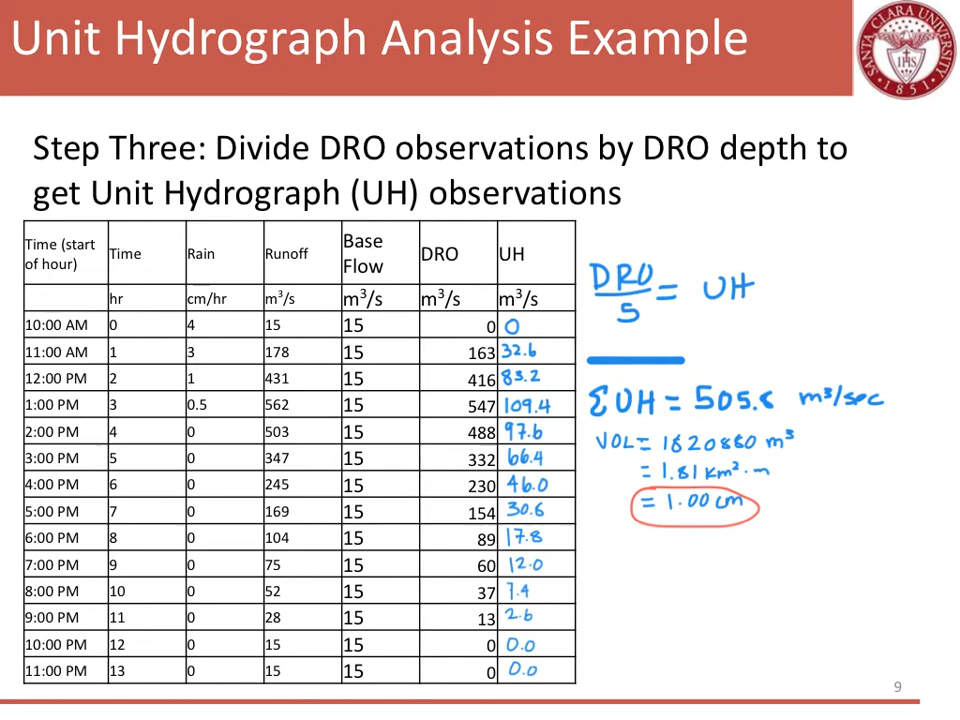 Unit Hydrograph Analysis Example
SANTA CLARA UNIVERSITY
IHS
• 1851 •
Step Three: Divide DRO observations by DRO depth to
get Unit Hydrograph (UH) observations
Time (start of hour) Time Rain Runoff Base Flow DRO UH
hr cm/hr m³/s m³/s m³/s m³/s
10:00 AM 0 4 15 15 0 0
11:00 AM 1 3 178 15 163 32.6
12:00 PM 2 1 431 15 416 83.2
1:00 PM 3 0.5 562 15 547 109.4
2:00 PM 4 0 503 15 488 97.6
3:00 PM 5 0 347 15 332 66.4
4:00 PM 6 0 245 15 230 46.0
5:00 PM 7 0 169 15 154 30.6
6:00 PM 8 0 104 15 89 17.8
7:00 PM 9 0 75 15 60 12.0
8:00 PM 10 0 52 15 37 7.4
9:00 PM 11 0 28 15 13 2.6
10:00 PM 12 0 15 15 0 0.0
11:00 PM 13 0 15 15 0 0.0
DRO/5 = UH
ΣUH = 505.6 m³/sec
VOL = 1820880 m³
= 1.81 km²·m
= 1.00 cm
9